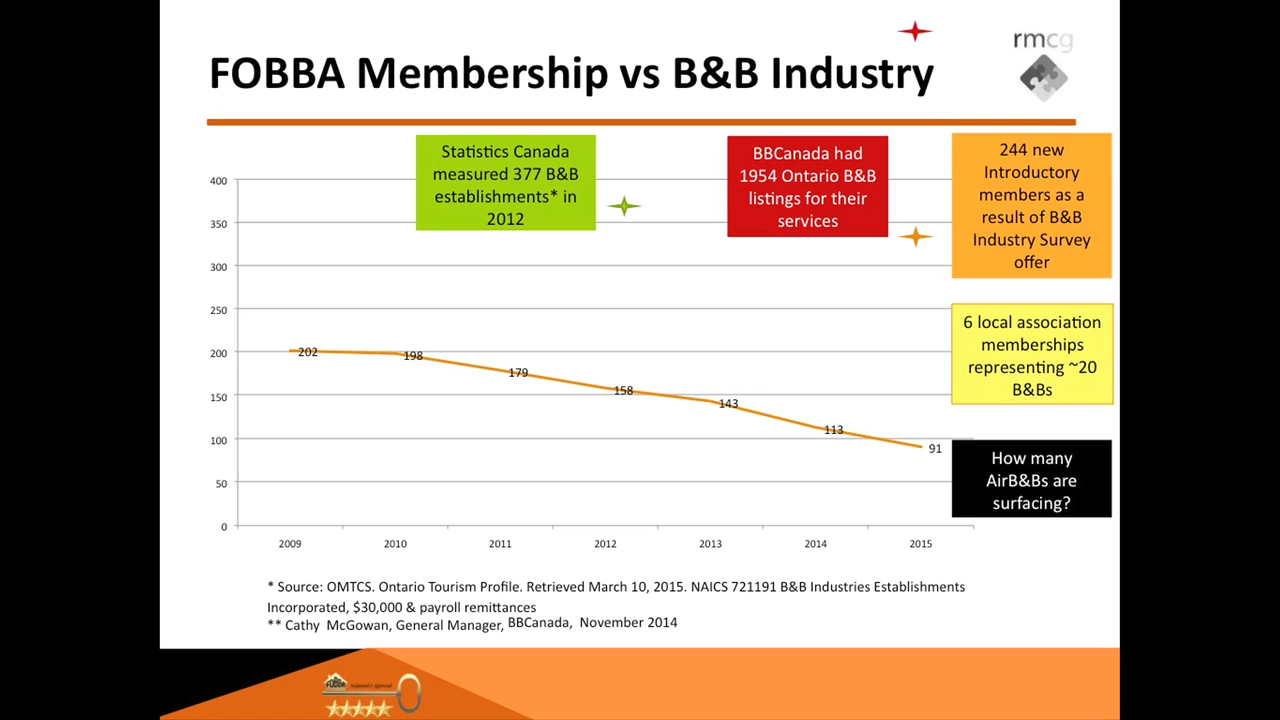 rmcg
FOBBA Membership vs B&B Industry
Statistics Canada
measured 377 B&B
establishments* in
2012
BBCanada had
1954 Ontario B&B
listings for their
services
244 new
Introductory
members as a
result of B&B
Industry Survey
offer
6 local association
memberships
representing ~20
B&Bs
How many
AirB&Bs are
surfacing?
400
350
300
250
200
150
100
50
0
202
198
179
158
143
113
91
2009
2010
2011
2012
2013
2014
2015
* Source: OMTCS. Ontario Tourism Profile. Retrieved March 10, 2015. NAICS 721191 B&B Industries Establishments
Incorporated, $30,000 & payroll remittances
** Cathy McGowan, General Manager, BBCanada, November 2014
FOBBA